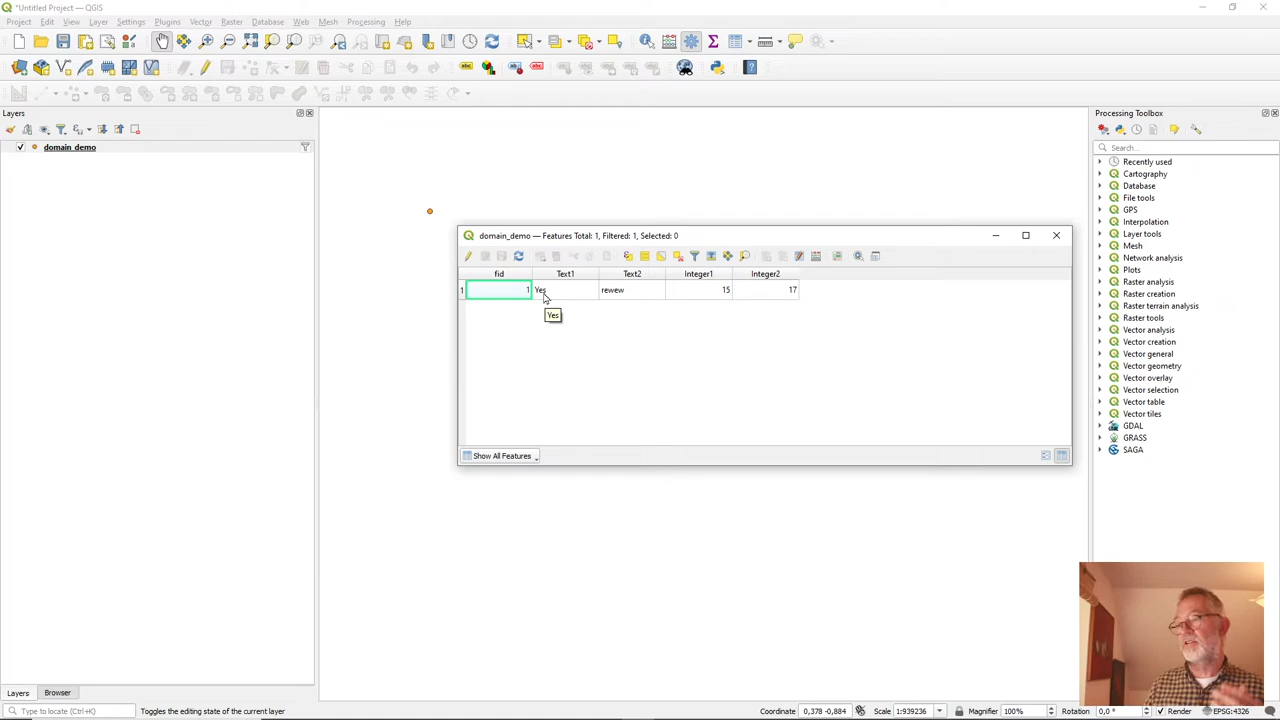 *Untitled Project — QGIS
Project Edit View Layer Settings Plugins Vector Raster Database Web Mesh Processing Help
Layers
domain_demo
Processing Toolbox
Search...
Recently used
Cartography
Database
File tools
GPS
Interpolation
Layer tools
Mesh
Network analysis
Plots
Raster analysis
Raster creation
Raster terrain analysis
Raster tools
Vector analysis
Vector creation
Vector general
Vector geometry
Vector overlay
Vector selection
Vector table
Vector tiles
GDAL
GRASS
SAGA
domain_demo — Features Total: 1, Filtered: 1, Selected: 0
fid Text1 Text2 Integer1 Integer2
1 1 Yes rewew 15 17
Yes
Show All Features
Layers Browser
Type to locate (Ctrl+K) Toggles the editing state of the current layer Coordinate 0,378 -0,884 Scale 1:939236 Magnifier 100% Rotation 0,0 ° Render EPSG:4326